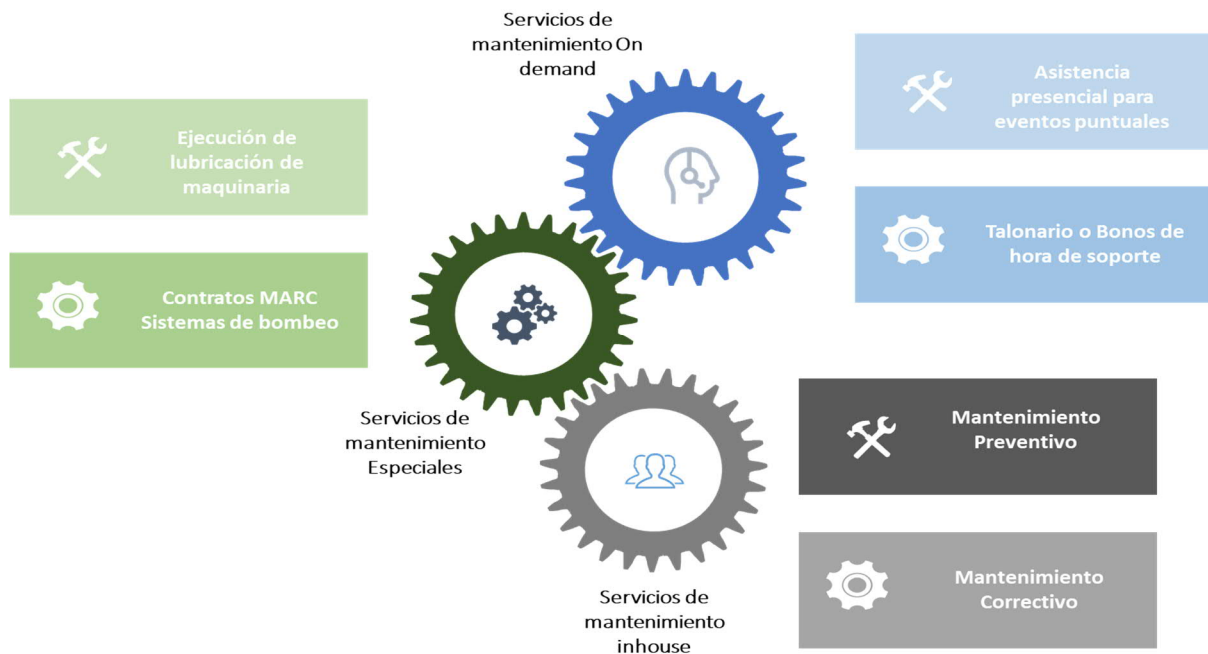 Servicios de
mantenimiento On
demand
Asistencia
presencial para
eventos puntuales
Talonario o Bonos de
hora de soporte
Ejecución de
lubricación de
maquinaria
Contratos MARC
Sistemas de bombeo
Servicios de
mantenimiento
Especiales
Mantenimiento
Preventivo
Mantenimiento
Correctivo
Servicios de
mantenimiento
inhouse